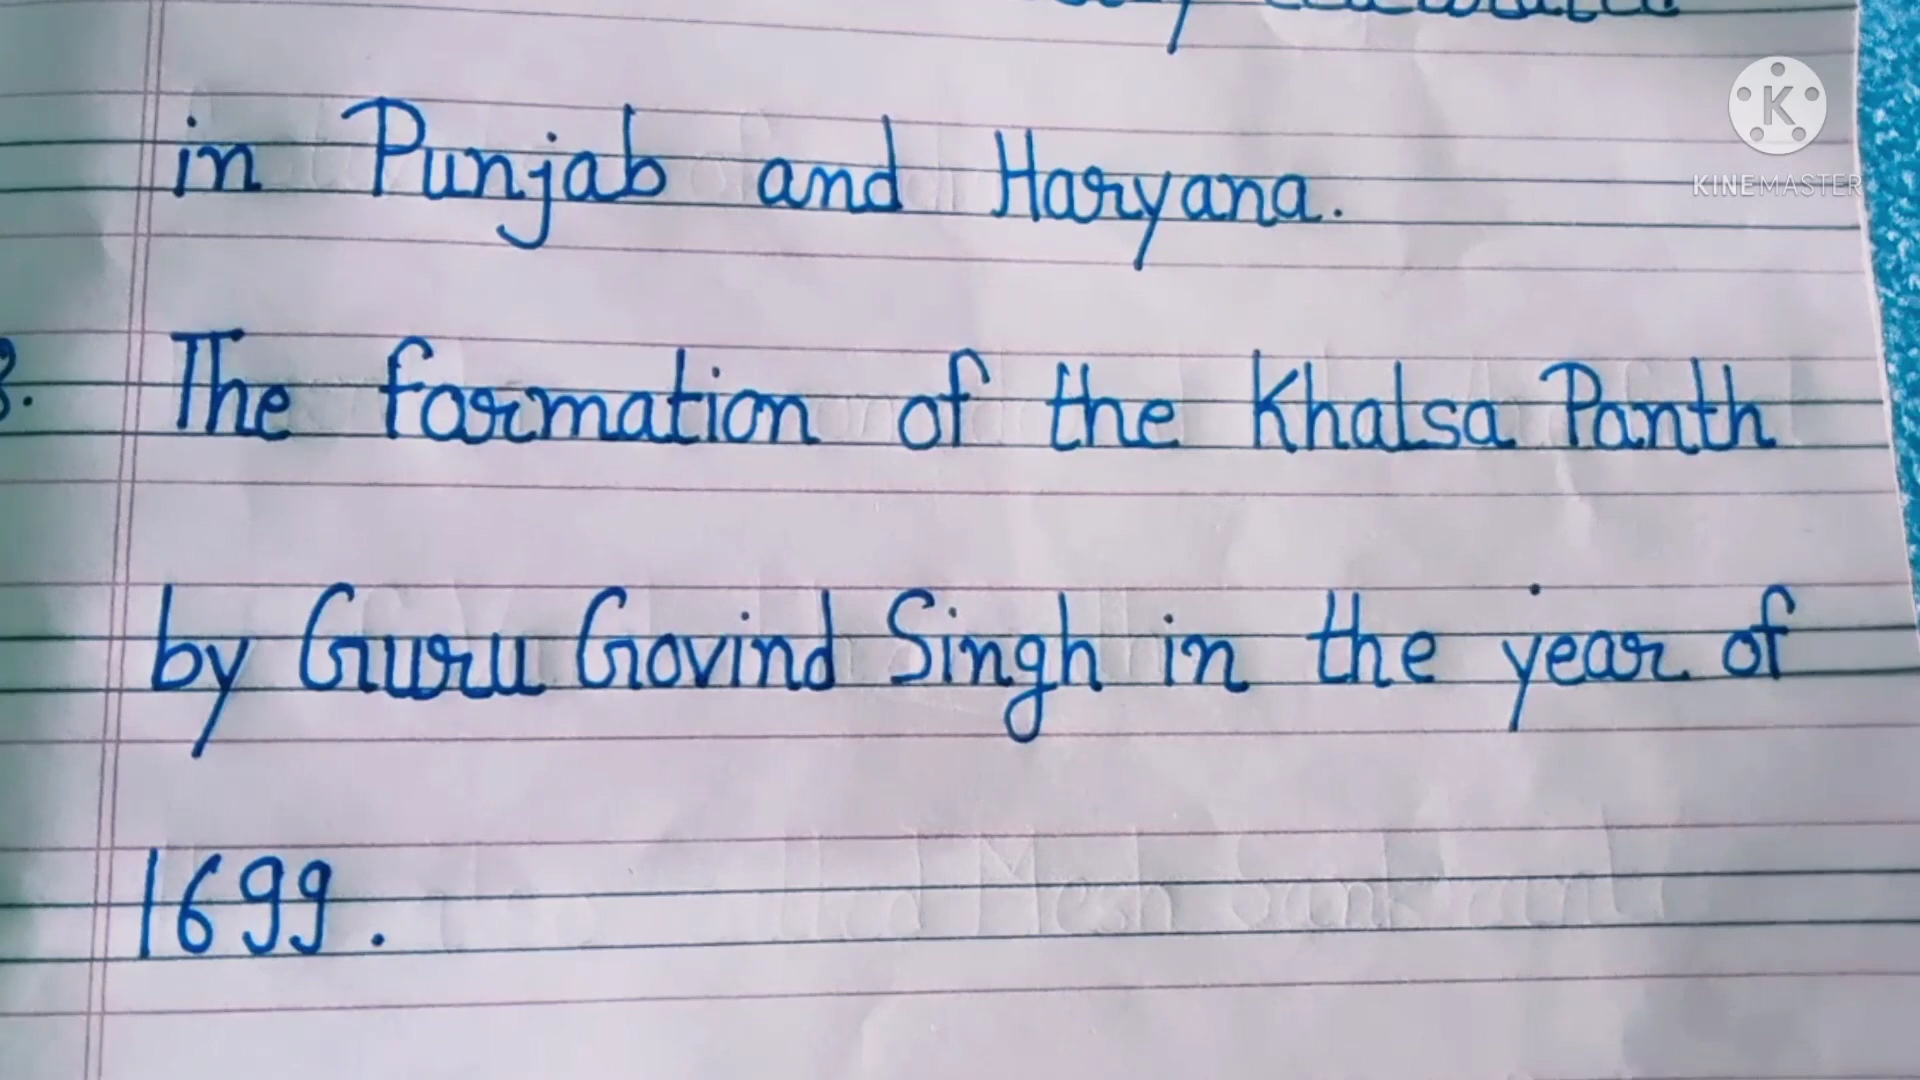 in Punjab and Haryana.
KINEMASTER
3. The formation of the Khalsa Panth
by Guru Govind Singh in the year of
1699.